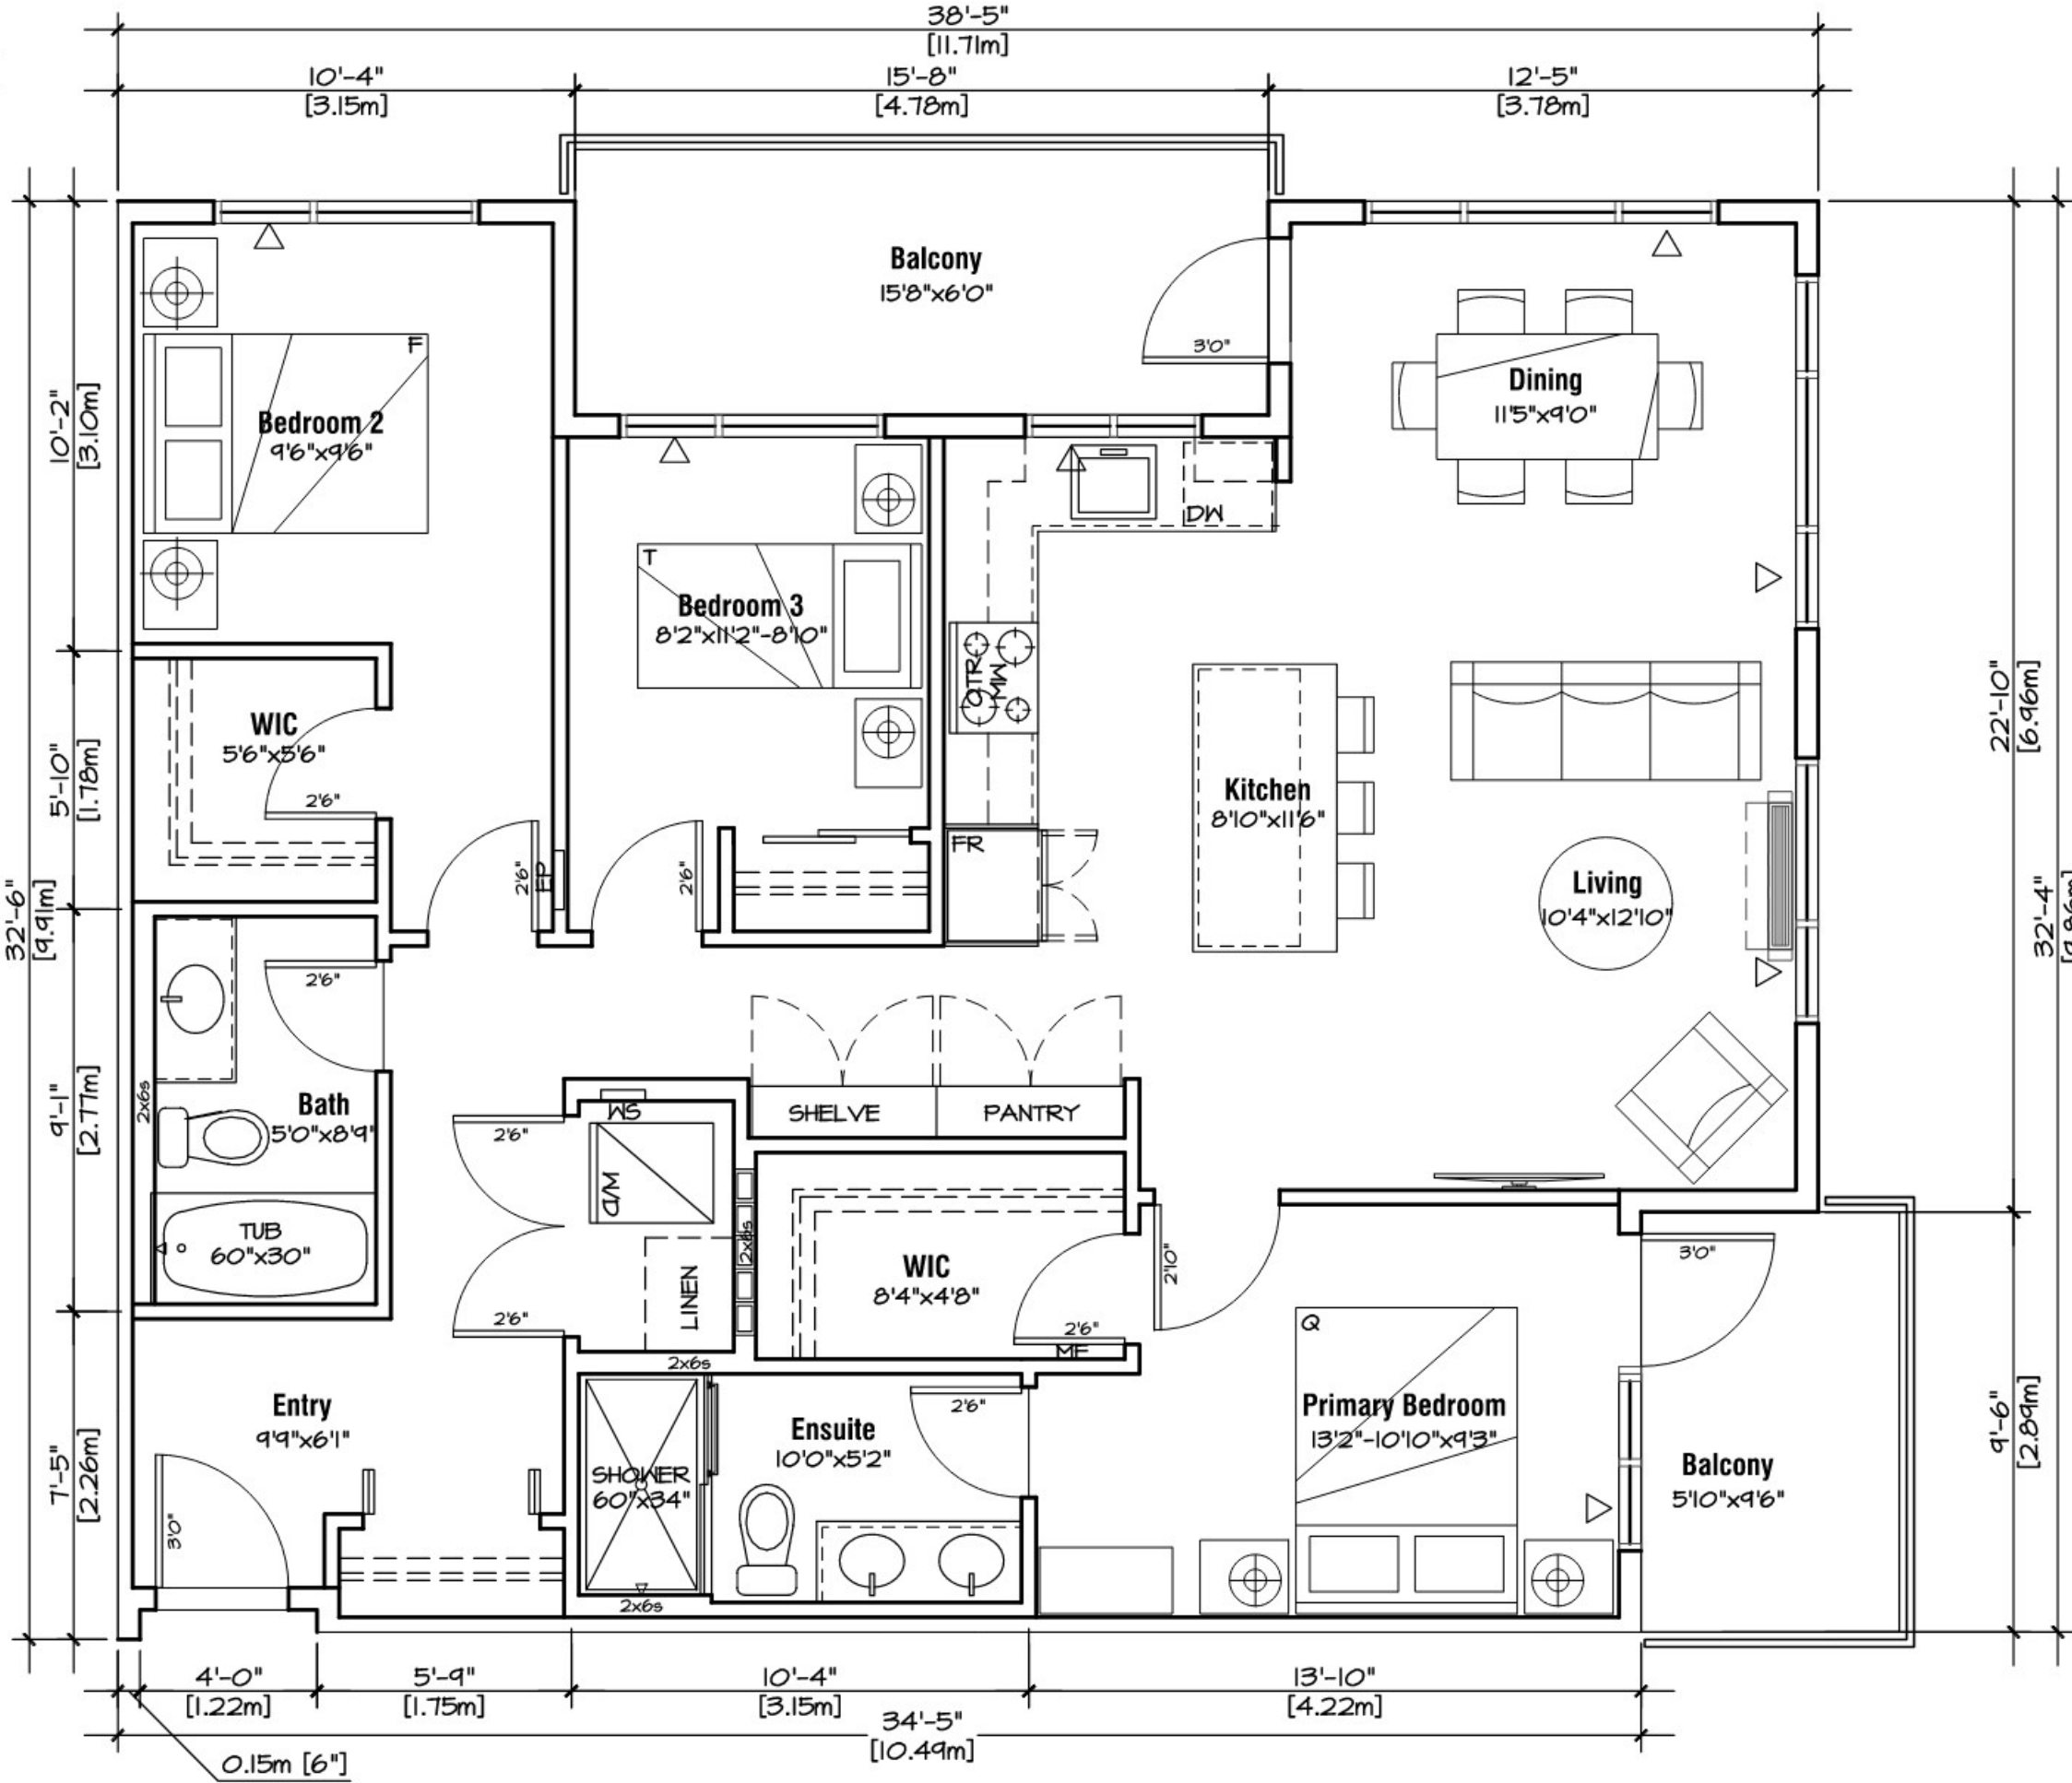 38'-5"
[11.71m]
10'-4"
[3.15m]
15'-8"
[4.78m]
12'-5"
[3.78m]
Balcony
15'8"x6'0"
3'0"
Dining
11'5"x9'0"
F
Bedroom 2
9'6"x9'6"
10'-2"
[3.10m]
DW
T
Bedroom 3
8'2"x11'2"-8'10"
OTR
MW
WIC
5'6"x5'6"
2'6"
5'-10"
[1.78m]
22'-10"
[6.96m]
Kitchen
8'10"x11'6"
FR
2'6"
EP
2'6"
Living
10'4"x12'10"
32'-6"
[9.91m]
32'-4"
2'6"
2x6s
Bath
5'0"x8'9"
9'-1"
[2.77m]
WS
SHELVE
PANTRY
2'6"
W/D
TUB
60"x30"
2x6s
WIC
8'4"x4'8"
2'10"
3'0"
LINEN
2'6"
2'6"
MF
2x6s
Q
Entry
9'9"x6'1"
Ensuite
10'0"x5'2"
2'6"
Primary Bedroom
13'2"-10'10"x9'3"
9'-6"
[2.89m]
SHOWER
60"x34"
Balcony
5'10"x9'6"
7'-5"
[2.26m]
3'0"
2x6s
4'-0"
[1.22m]
5'-9"
[1.75m]
10'-4"
[3.15m]
13'-10"
[4.22m]
34'-5"
[10.49m]
0.15m [6"]